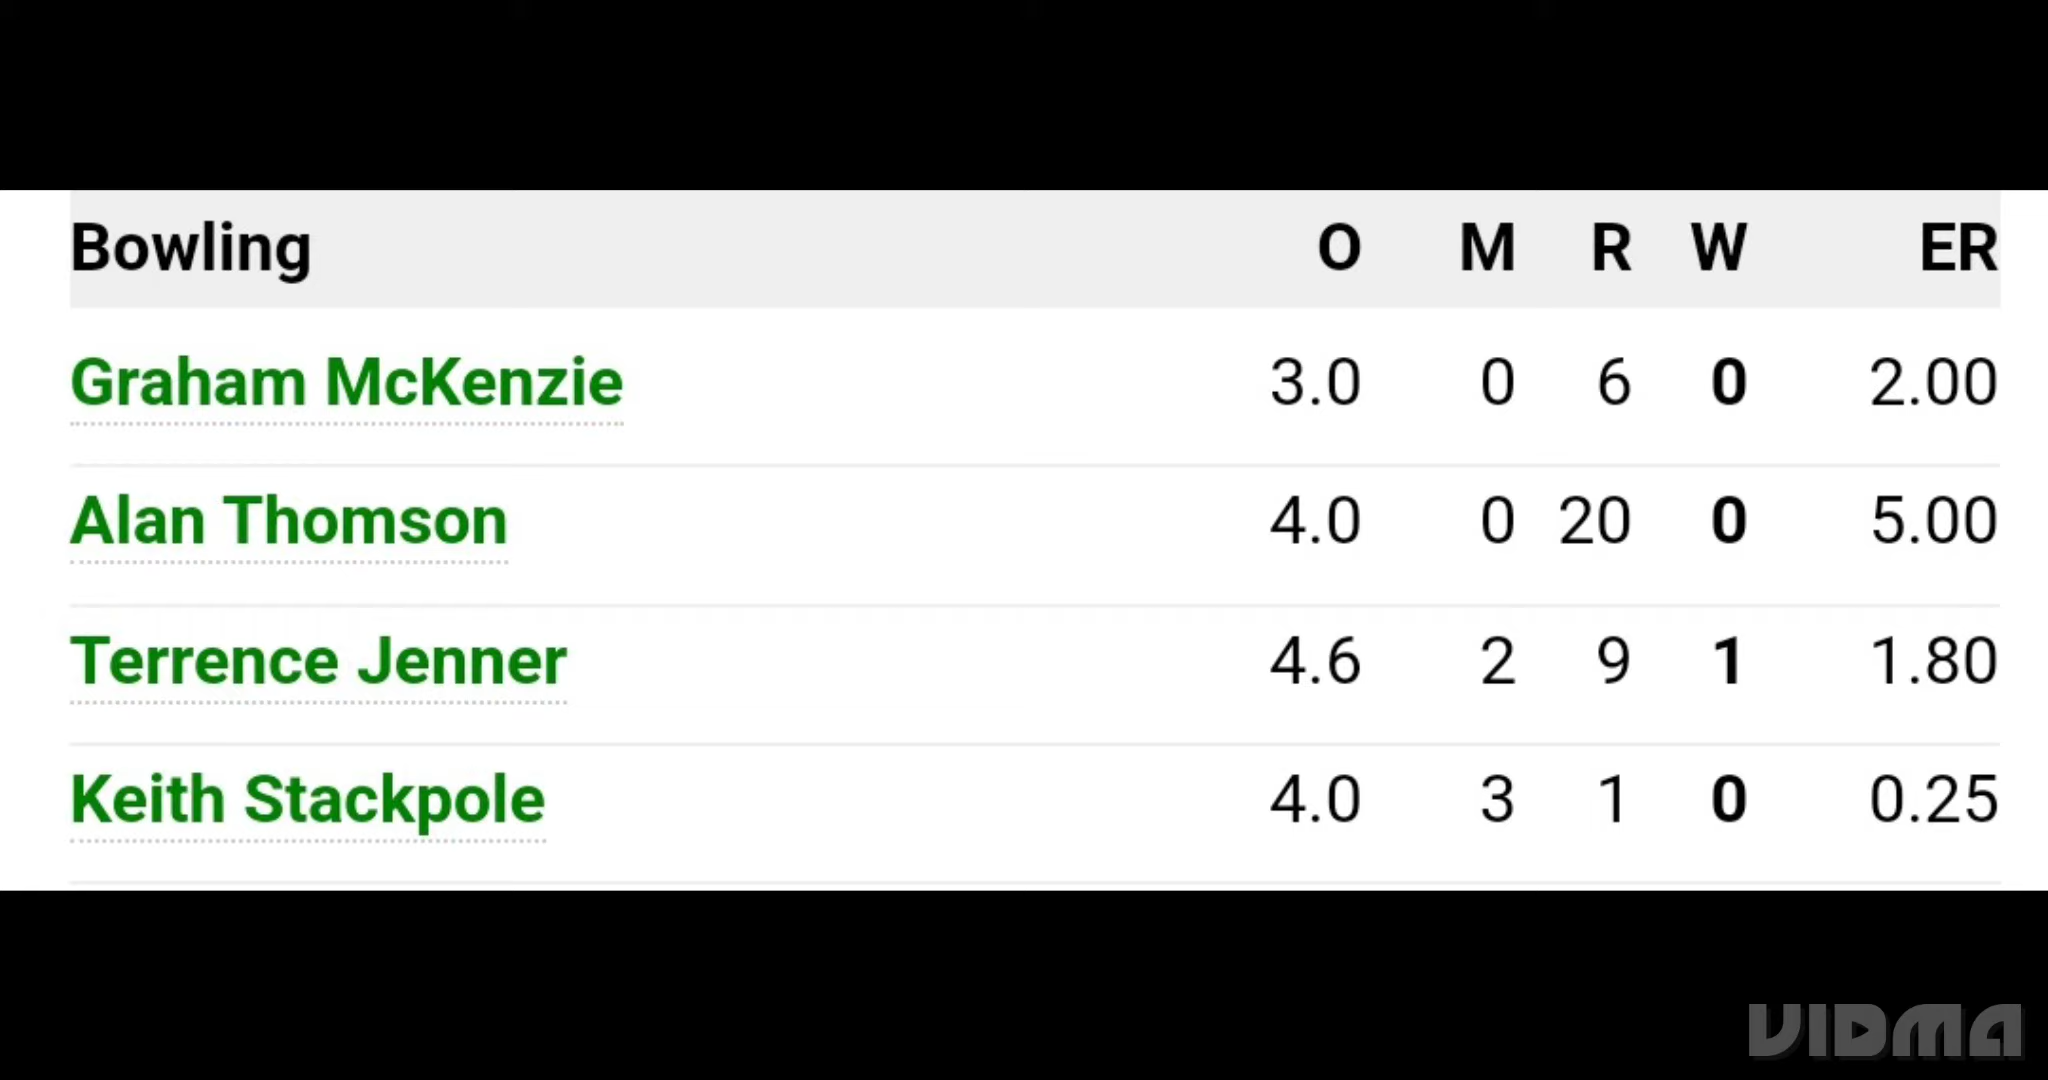 Bowling O M R W ER
Graham McKenzie 3.0 0 6 0 2.00
Alan Thomson 4.0 0 20 0 5.00
Terrence Jenner 4.6 2 9 1 1.80
Keith Stackpole 4.0 3 1 0 0.25
VIDMA